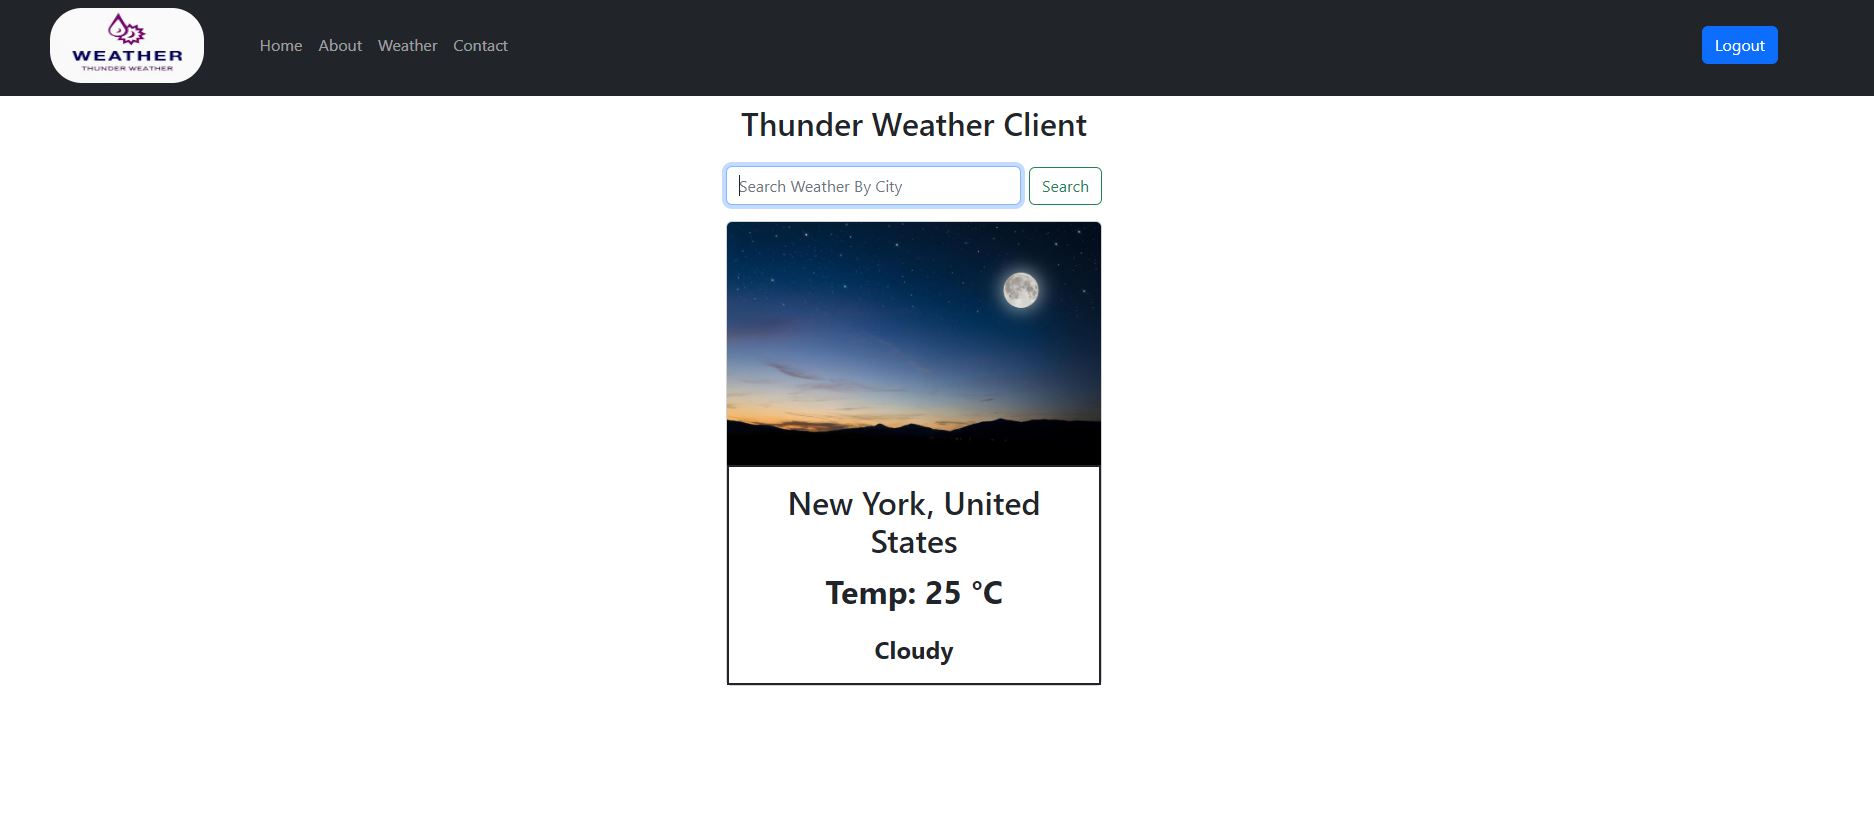 WEATHER
THUNDER WEATHER
Home About Weather Contact
Logout
Thunder Weather Client
Search Weather By City
Search
New York, United
States
Temp: 25 °C
Cloudy